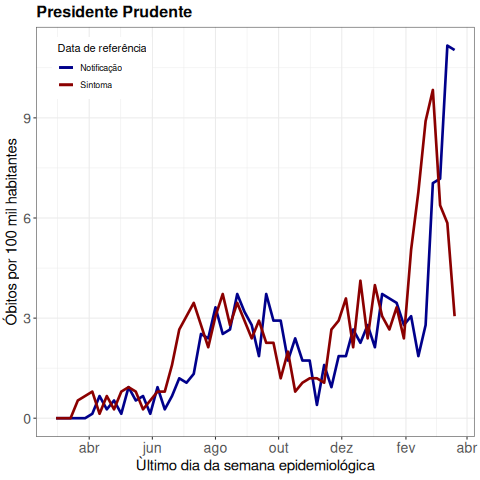 Presidente Prudente
Data de referência
Notificação
Sintoma
Óbitos por 100 mil habitantes
9
6
3
0
abr jun ago out dez fev abr
Último dia da semana epidemiológica